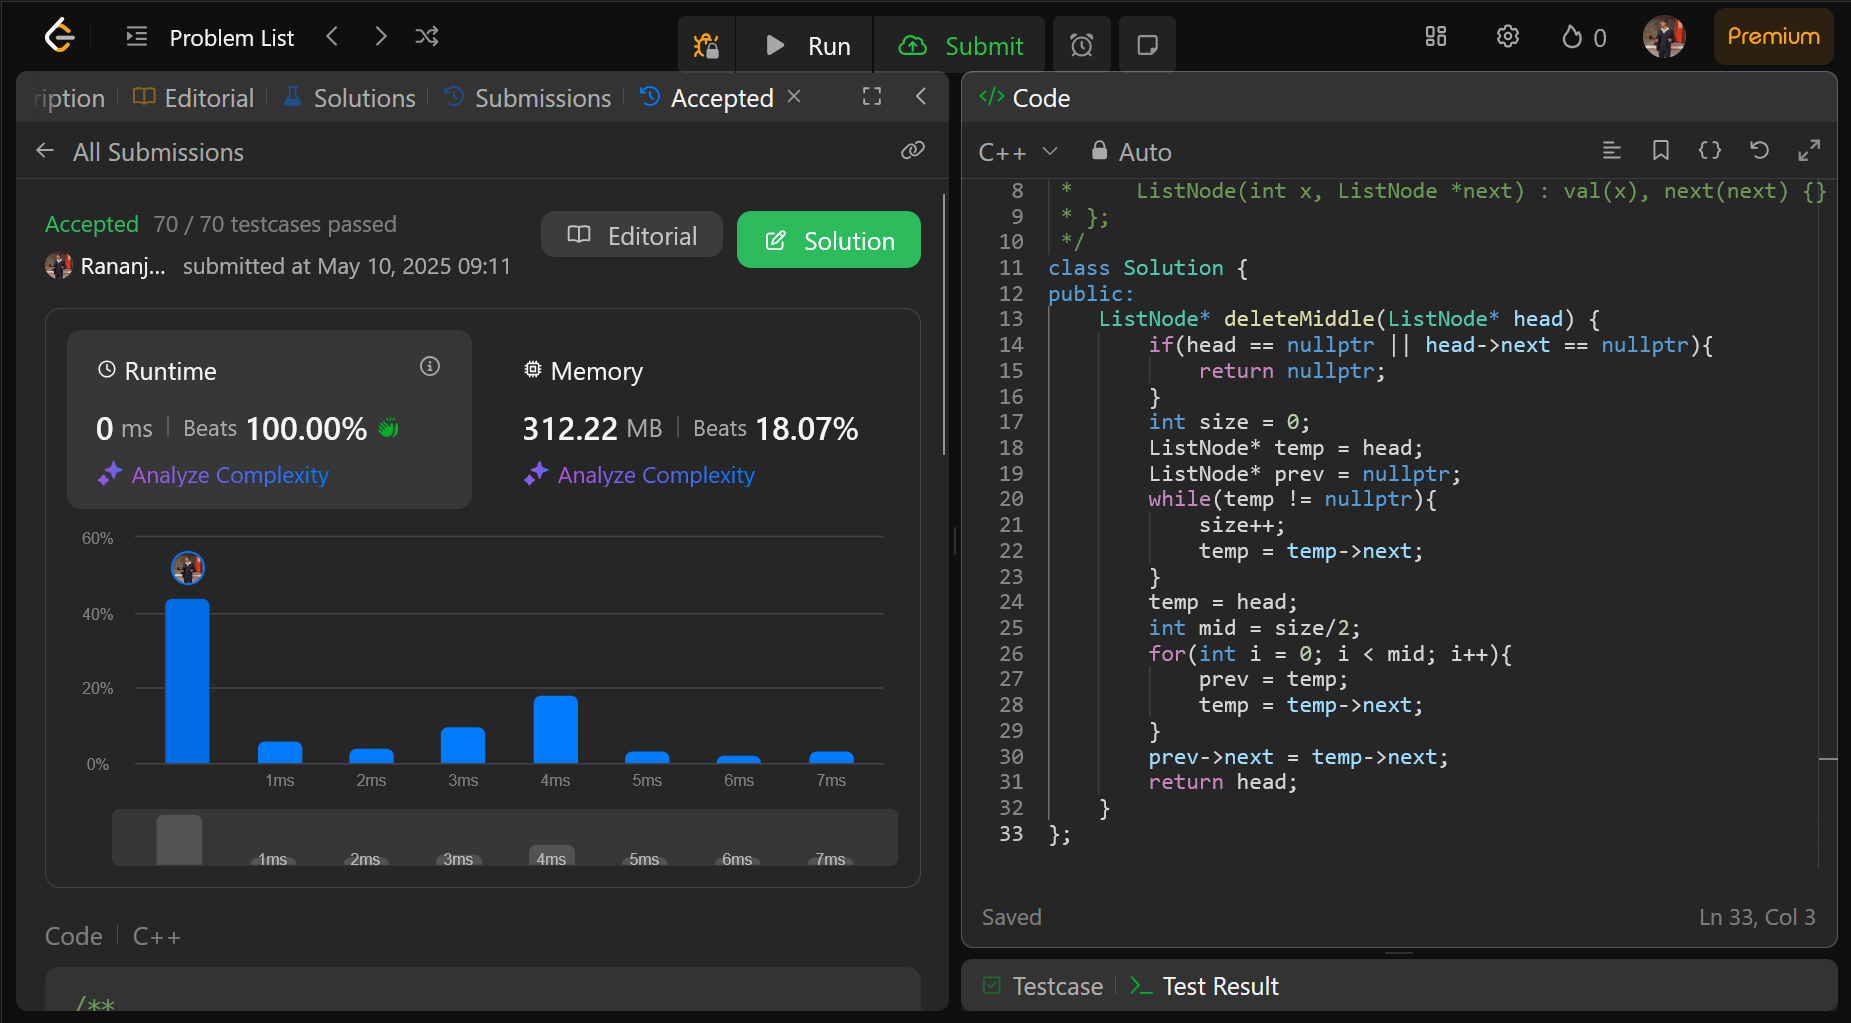 Problem List
Run
Submit
0
Premium
ription
Editorial
Solutions
Submissions
Accepted
All Submissions
Accepted 70 / 70 testcases passed
Rananj... submitted at May 10, 2025 09:11
Editorial
Solution
Runtime
0 ms | Beats 100.00%
Analyze Complexity
Memory
312.22 MB | Beats 18.07%
Analyze Complexity
60%
40%
20%
0%
1ms 2ms 3ms 4ms 5ms 6ms 7ms
1ms 2ms 3ms 4ms 5ms 6ms 7ms
Code | C++
/**
</> Code
C++ Auto
8 *     ListNode(int x, ListNode *next) : val(x), next(next) {}
9 * };
10 */
11 class Solution {
12 public:
13     ListNode* deleteMiddle(ListNode* head) {
14         if(head == nullptr || head->next == nullptr){
15             return nullptr;
16         }
17         int size = 0;
18         ListNode* temp = head;
19         ListNode* prev = nullptr;
20         while(temp != nullptr){
21             size++;
22             temp = temp->next;
23         }
24         temp = head;
25         int mid = size/2;
26         for(int i = 0; i < mid; i++){
27             prev = temp;
28             temp = temp->next;
29         }
30         prev->next = temp->next;
31         return head;
32     }
33 };
Saved
Ln 33, Col 3
Testcase
Test Result